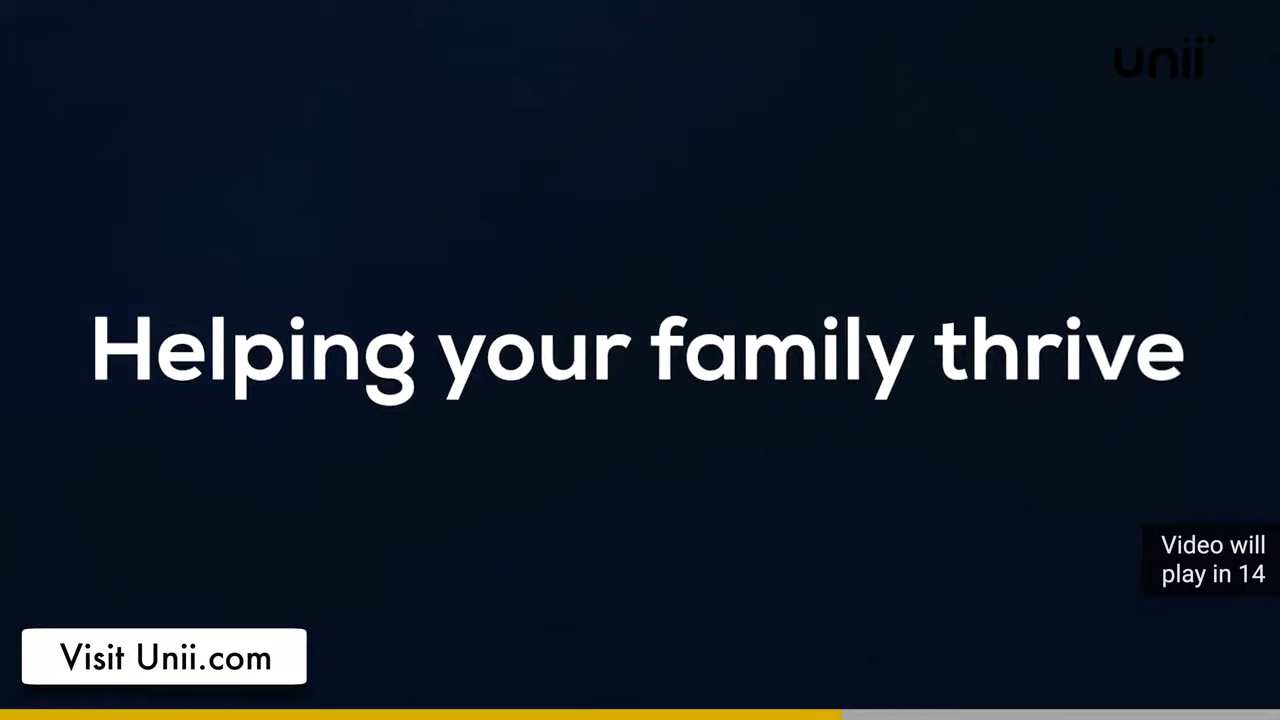 unii
Helping your family thrive
Video will
play in 14
Visit Unii.com